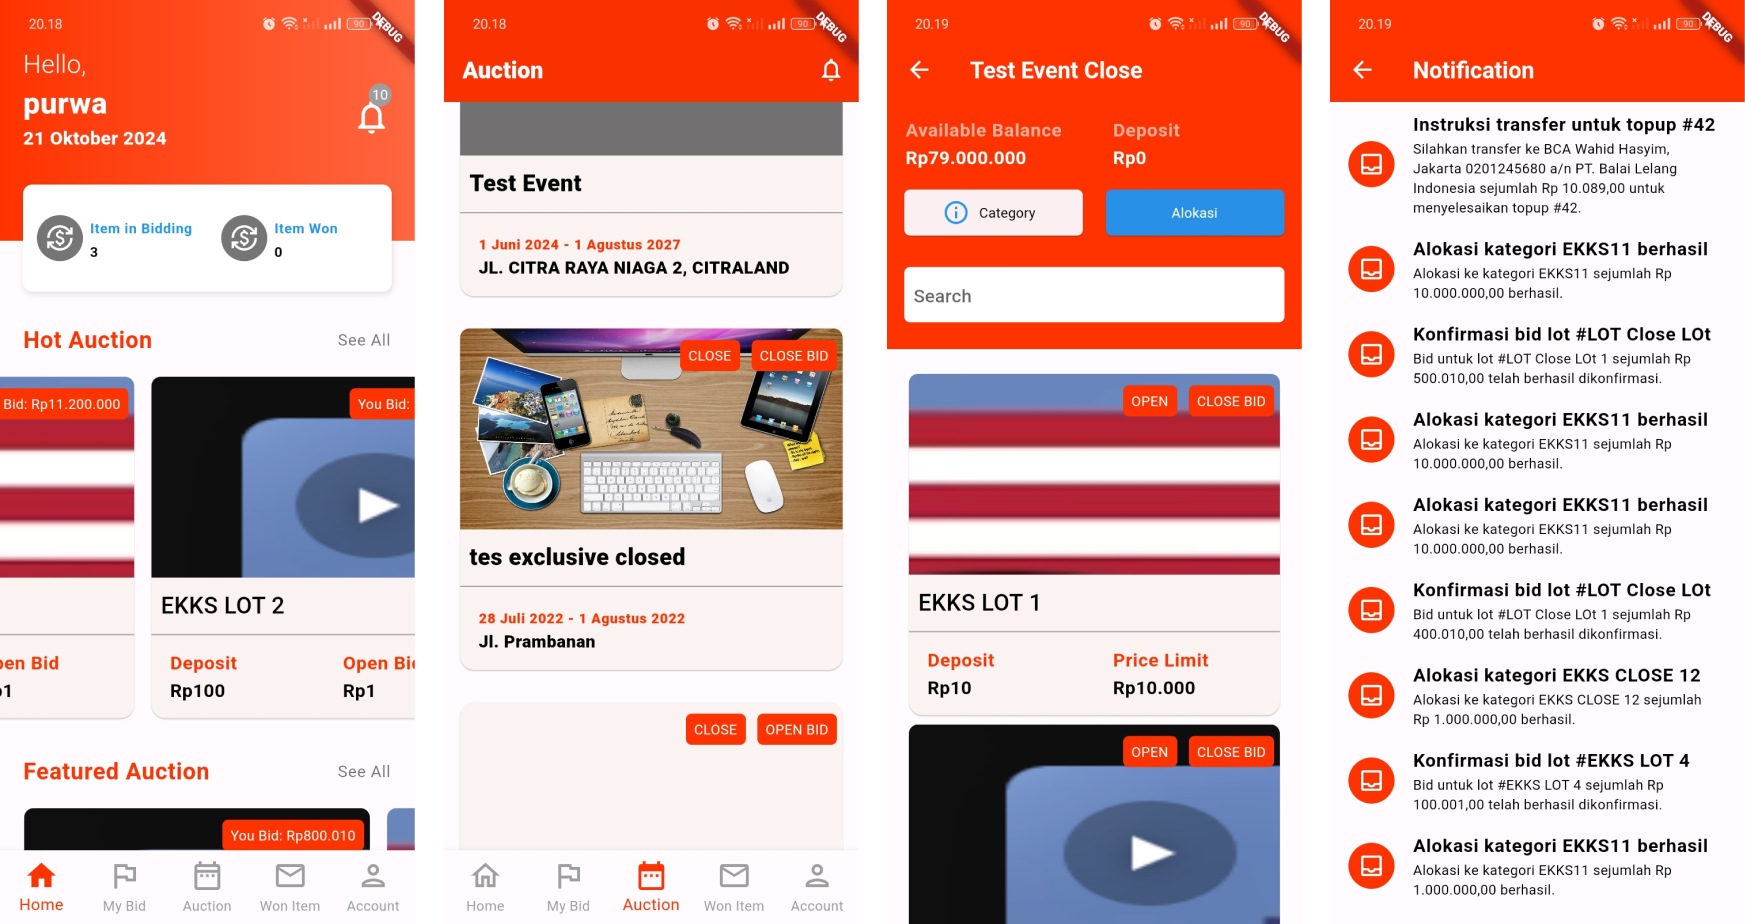 20.18
90
DEBUG
Hello,
purwa
10
21 Oktober 2024
Item in Bidding
3
Item Won
0
Hot Auction
See All
Bid: Rp11.200.000
You Bid:
EKKS LOT 2
en Bid
1
Deposit
Rp100
Open Bi
Rp1
Featured Auction
See All
You Bid: Rp800.010
Home
My Bid
Auction
Won Item
Account
20.18
90
DEBUG
Auction
Test Event
1 Juni 2024 - 1 Agustus 2027
JL. CITRA RAYA NIAGA 2, CITRALAND
CLOSE
CLOSE BID
tes exclusive closed
28 Juli 2022 - 1 Agustus 2022
Jl. Prambanan
CLOSE
OPEN BID
Home
My Bid
Auction
Won Item
Account
20.19
90
DEBUG
Test Event Close
Available Balance
Rp79.000.000
Deposit
Rp0
Category
Alokasi
Search
OPEN
CLOSE BID
EKKS LOT 1
Deposit
Rp10
Price Limit
Rp10.000
OPEN
CLOSE BID
20.19
90
DEBUG
Notification
Instruksi transfer untuk topup #42
Silahkan transfer ke BCA Wahid Hasyim,
Jakarta 0201245680 a/n PT. Balai Lelang
Indonesia sejumlah Rp 10.089,00 untuk
menyelesaikan topup #42.
Alokasi kategori EKKS11 berhasil
Alokasi ke kategori EKKS11 sejumlah Rp
10.000.000,00 berhasil.
Konfirmasi bid lot #LOT Close LOt
Bid untuk lot #LOT Close LOt 1 sejumlah Rp
500.010,00 telah berhasil dikonfirmasi.
Alokasi kategori EKKS11 berhasil
Alokasi ke kategori EKKS11 sejumlah Rp
10.000.000,00 berhasil.
Alokasi kategori EKKS11 berhasil
Alokasi ke kategori EKKS11 sejumlah Rp
10.000.000,00 berhasil.
Konfirmasi bid lot #LOT Close LOt
Bid untuk lot #LOT Close LOt 1 sejumlah Rp
400.010,00 telah berhasil dikonfirmasi.
Alokasi kategori EKKS CLOSE 12
Alokasi ke kategori EKKS CLOSE 12 sejumlah
Rp 1.000.000,00 berhasil.
Konfirmasi bid lot #EKKS LOT 4
Bid untuk lot #EKKS LOT 4 sejumlah Rp
100.001,00 telah berhasil dikonfirmasi.
Alokasi kategori EKKS11 berhasil
Alokasi ke kategori EKKS11 sejumlah Rp
1.000.000,00 berhasil.